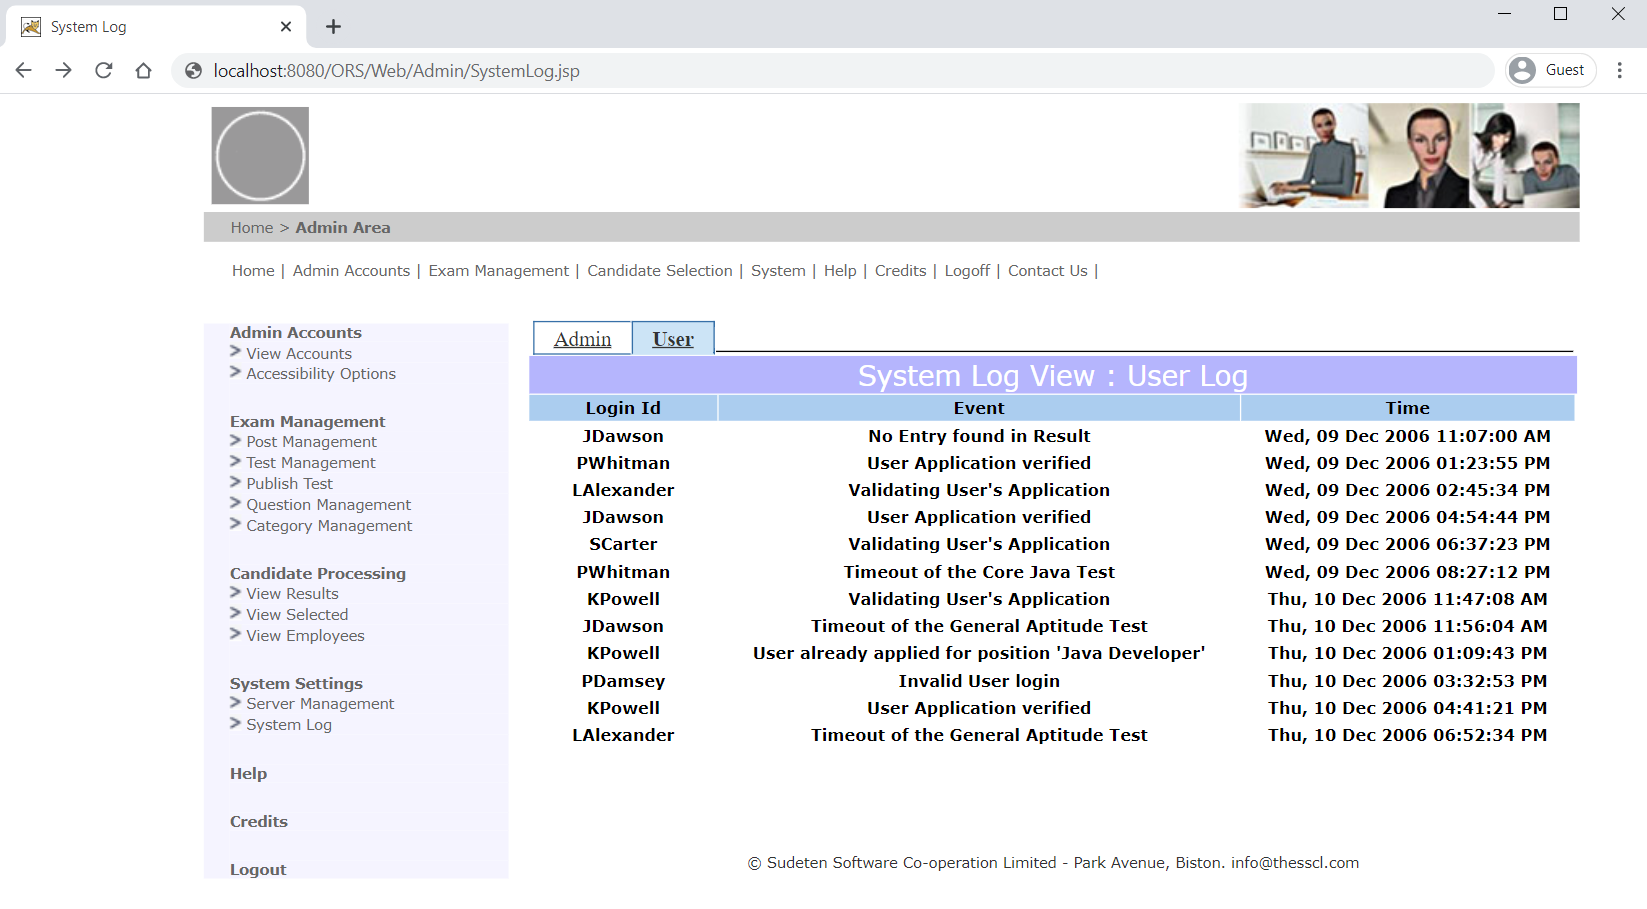 System Log
localhost:8080/ORS/Web/Admin/SystemLog.jsp
Guest
Home > Admin Area
Home | Admin Accounts | Exam Management | Candidate Selection | System | Help | Credits | Logoff | Contact Us |
Admin Accounts
> View Accounts
> Accessibility Options
Exam Management
> Post Management
> Test Management
> Publish Test
> Question Management
> Category Management
Candidate Processing
> View Results
> View Selected
> View Employees
System Settings
> Server Management
> System Log
Help
Credits
Logout
Admin User
System Log View : User Log
Login Id Event Time
JDawson No Entry found in Result Wed, 09 Dec 2006 11:07:00 AM
PWhitman User Application verified Wed, 09 Dec 2006 01:23:55 PM
LAlexander Validating User's Application Wed, 09 Dec 2006 02:45:34 PM
JDawson User Application verified Wed, 09 Dec 2006 04:54:44 PM
SCarter Validating User's Application Wed, 09 Dec 2006 06:37:23 PM
PWhitman Timeout of the Core Java Test Wed, 09 Dec 2006 08:27:12 PM
KPowell Validating User's Application Thu, 10 Dec 2006 11:47:08 AM
JDawson Timeout of the General Aptitude Test Thu, 10 Dec 2006 11:56:04 AM
KPowell User already applied for position 'Java Developer' Thu, 10 Dec 2006 01:09:43 PM
PDamsey Invalid User login Thu, 10 Dec 2006 03:32:53 PM
KPowell User Application verified Thu, 10 Dec 2006 04:41:21 PM
LAlexander Timeout of the General Aptitude Test Thu, 10 Dec 2006 06:52:34 PM
© Sudeten Software Co-operation Limited - Park Avenue, Biston. info@thesscl.com